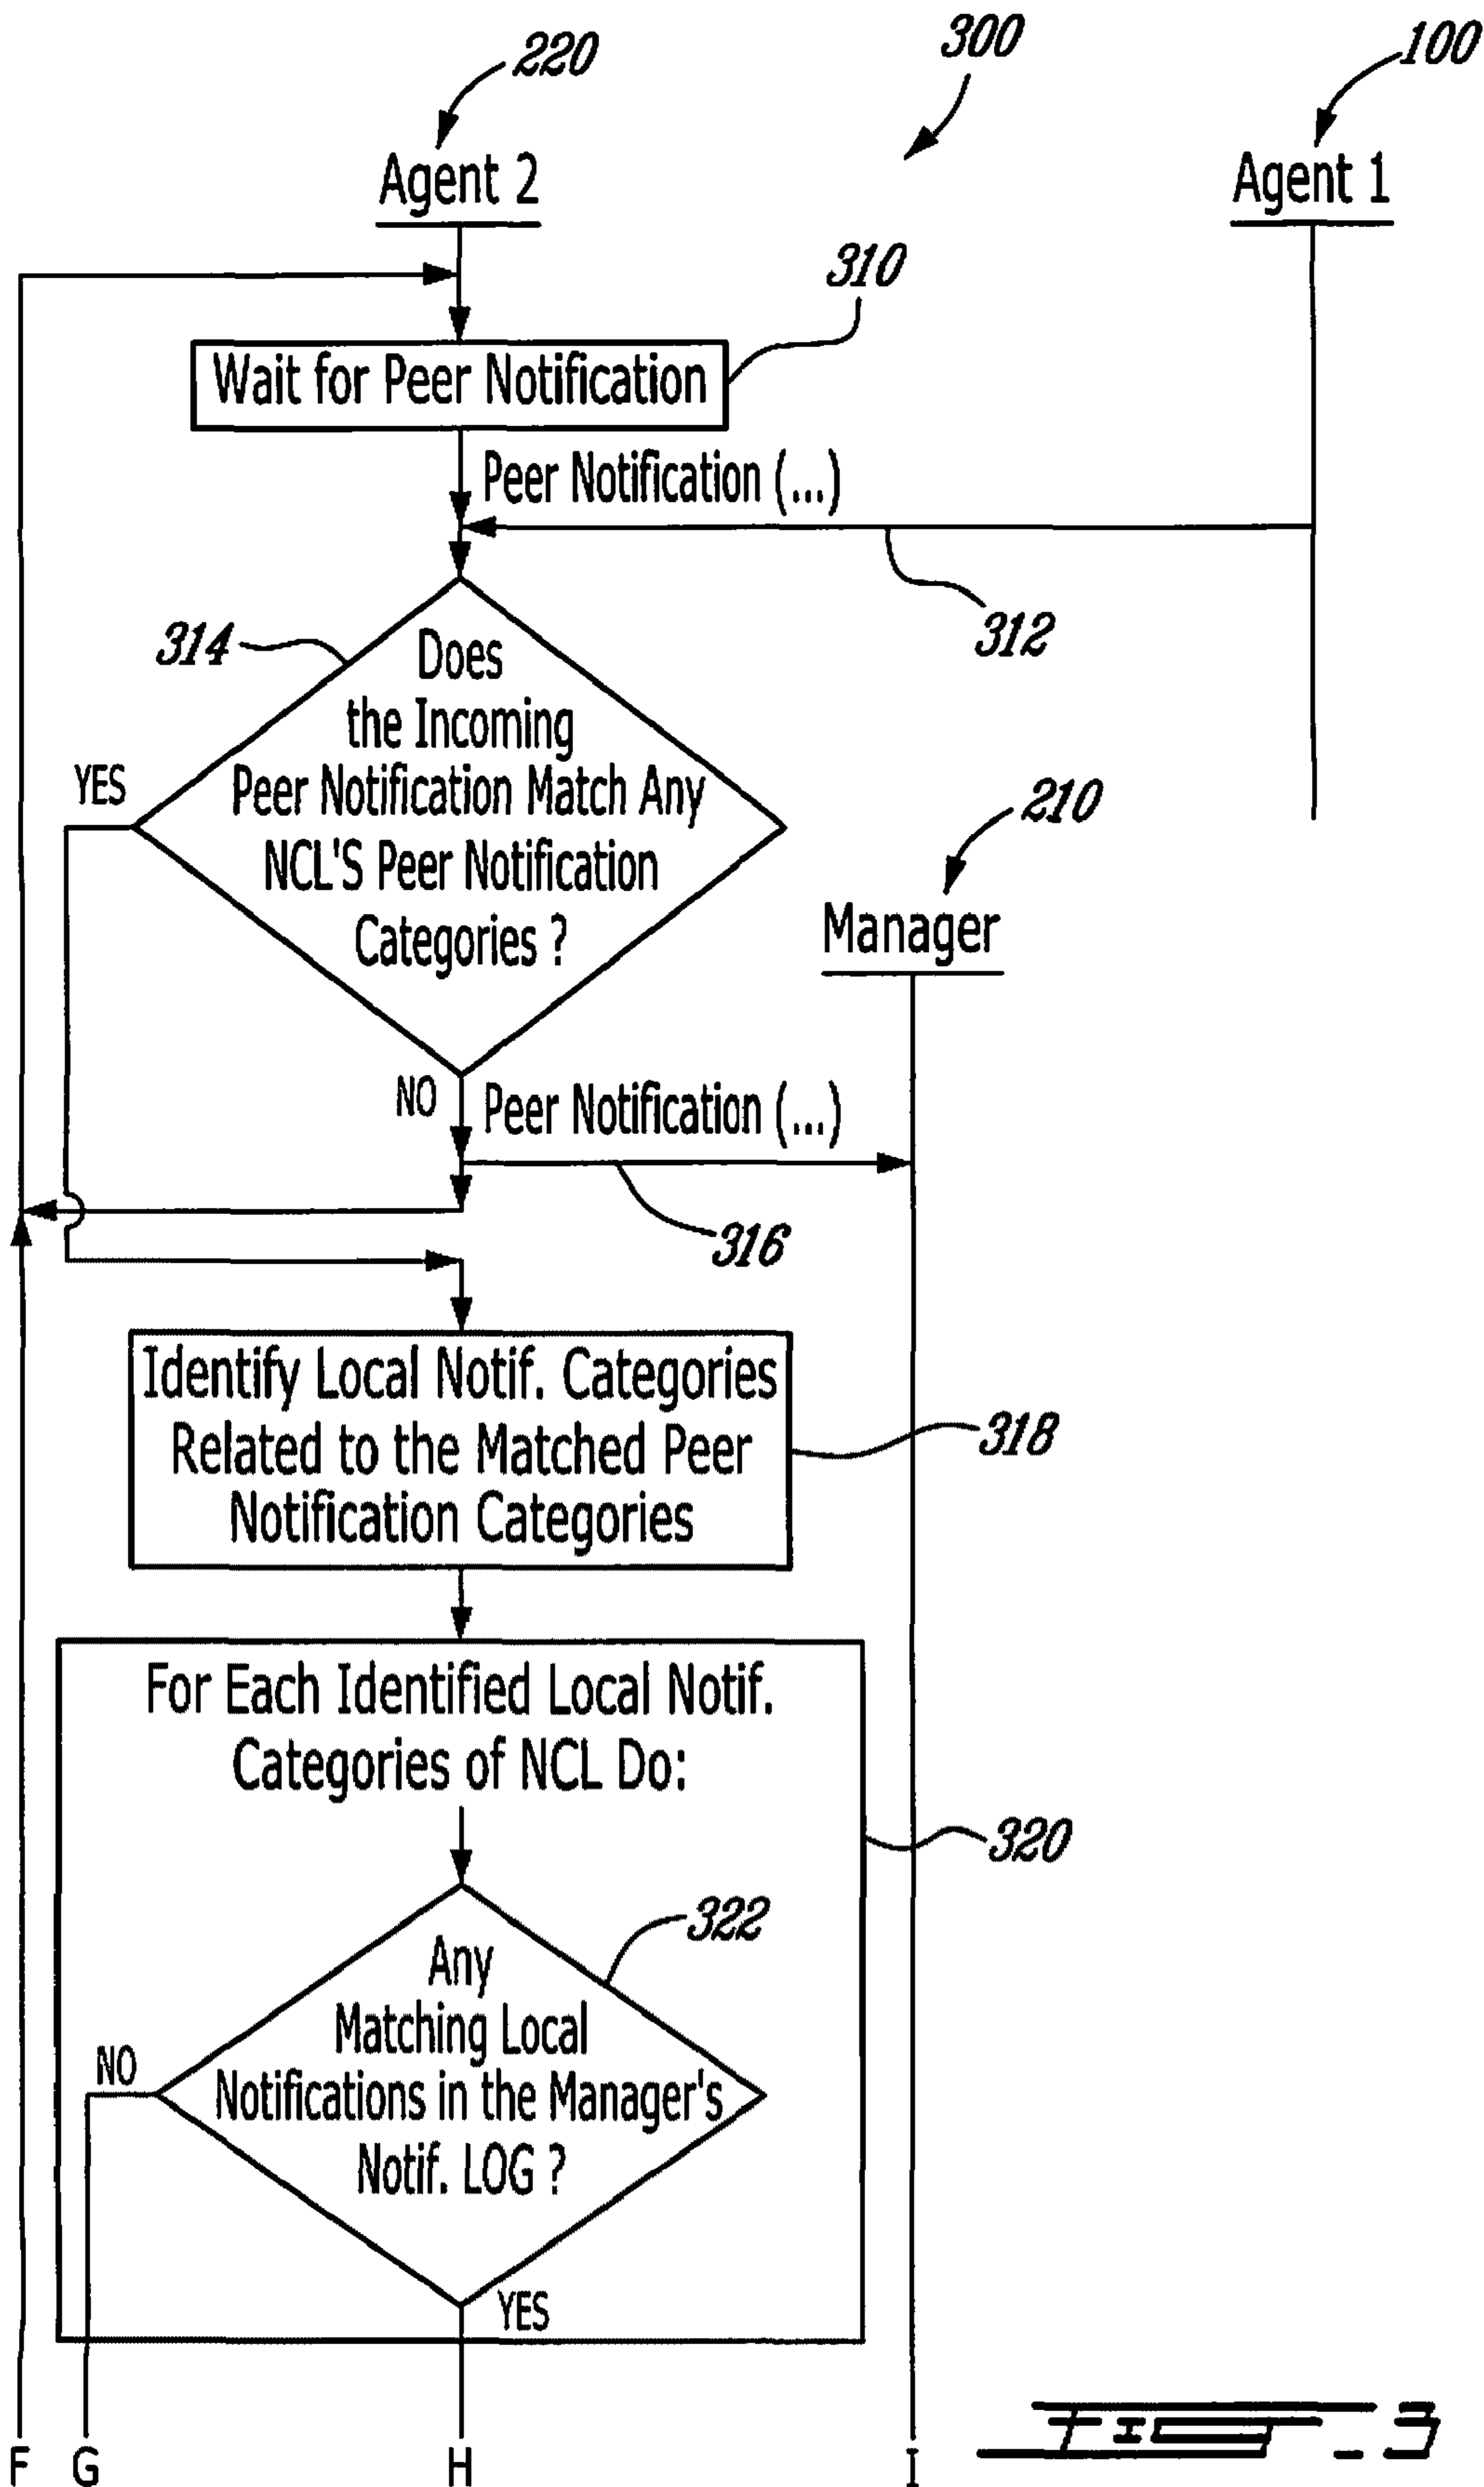 220
300
100
Agent 2
Agent 1
310
Wait for Peer Notification
Peer Notification (...)
312
314
Does
the Incoming
Peer Notification Match Any
NCL'S Peer Notification
Categories ?
YES
210
Manager
NO
Peer Notification (...)
316
Identify Local Notif. Categories
Related to the Matched Peer
Notification Categories
318
For Each Identified Local Notif.
Categories of NCL Do:
320
322
Any
Matching Local
Notifications in the Manager's
Notif. LOG ?
NO
YES
F G H I
FIG_3